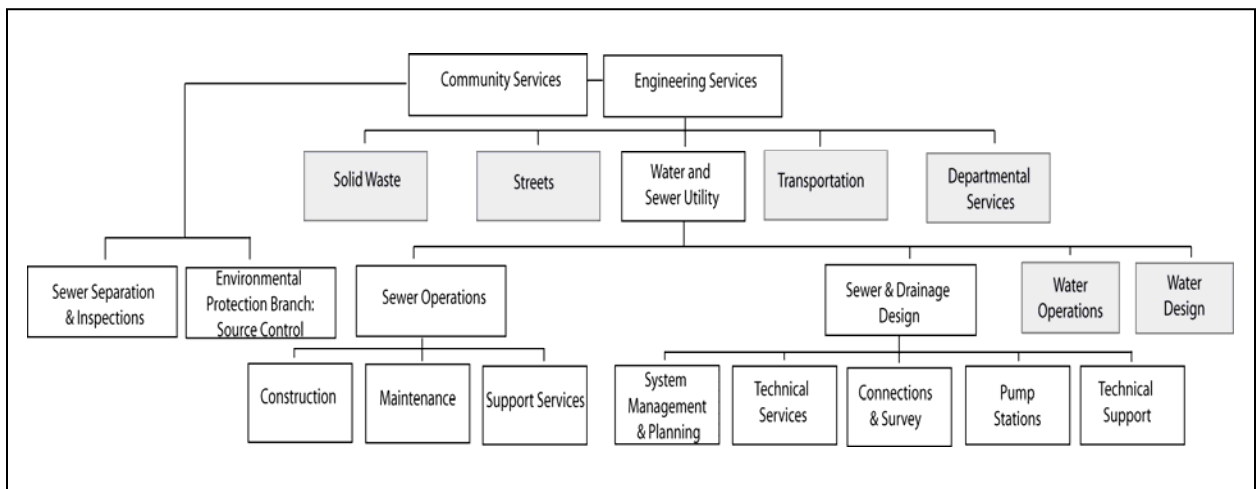 Community Services
Engineering Services
Solid Waste
Streets
Water and
Sewer Utility
Transportation
Departmental
Services
Sewer Separation
& Inspections
Environmental
Protection Branch:
Source Control
Sewer Operations
Sewer & Drainage
Design
Water
Operations
Water
Design
Construction
Maintenance
Support Services
System
Management
& Planning
Technical
Services
Connections
& Survey
Pump
Stations
Technical
Support